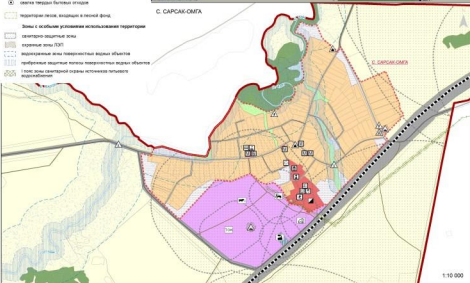 свалка твердых бытовых отходов
территории лесов, входящих в лесной фонд
Зоны с особыми условиями использования территории
санитарно-защитные зоны
охранные зоны ЛЭП
водоохранные зоны поверхностных водных объектов
прибрежные защитные полосы поверхностных водных объектов
I пояс зоны санитарной охраны источников питьевого
водоснабжения
С. САРСАК-ОМГА
С. САРСАК-ОМГА
1:10 000